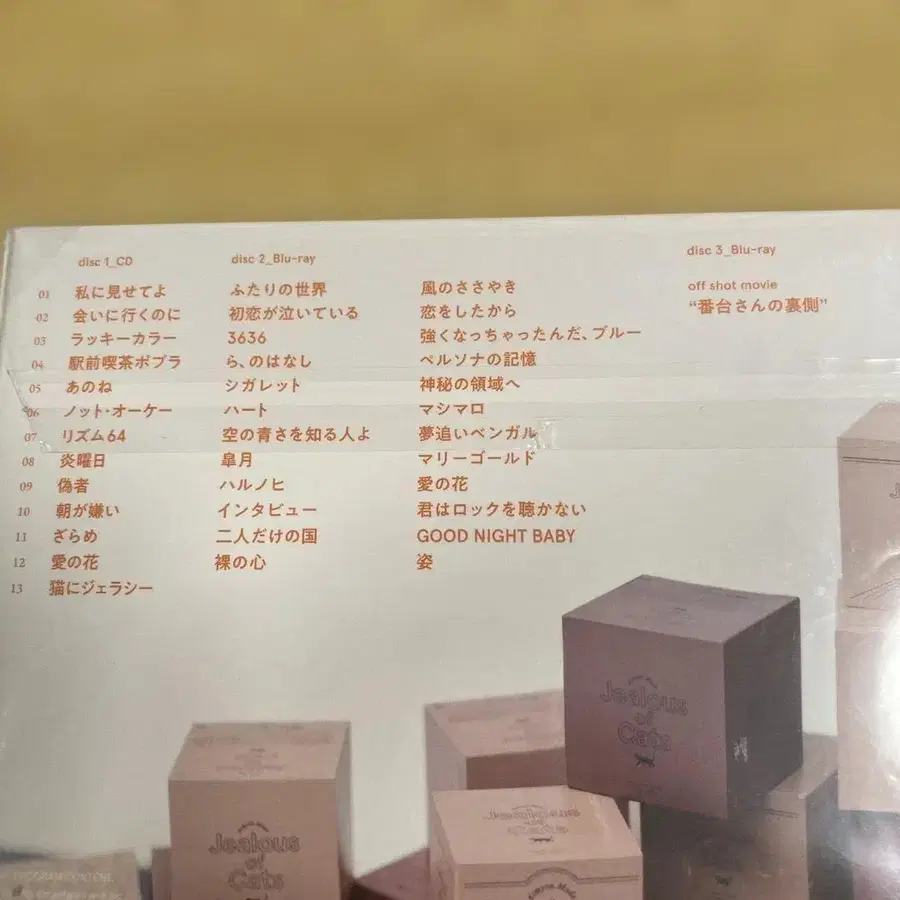 disc 1_CD
01 私に見せてよ
02 会いに行くのに
03 ラッキーカラー
04 駅前喫茶ポプラ
05 あのね
06 ノット・オーケー
07 リズム64
08 炎曜日
09 偽者
10 朝が嫌い
11 ざらめ
12 愛の花
13 猫にジェラシー
disc 2_Blu-ray
ふたりの世界
初恋が泣いている
3636
ら、のはなし
シガレット
ハート
空の青さを知る人よ
皐月
ハルノヒ
インタビュー
二人だけの国
裸の心
風のささやき
恋をしたから
強くなっちゃったんだ、ブルー
ペルソナの記憶
神秘の領域へ
マシマロ
夢追いベンガル
マリーゴールド
愛の花
君はロックを聴かない
GOOD NIGHT BABY
姿
disc 3_Blu-ray
off shot movie
“番台さんの裏側”
Jealous
of
Cats
Jealous
of
Cats